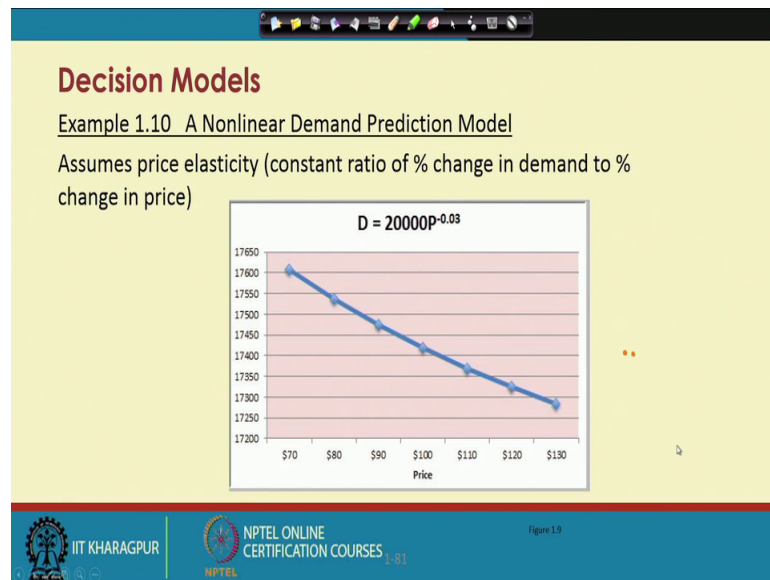 Decision Models
Example 1.10 A Nonlinear Demand Prediction Model
Assumes price elasticity (constant ratio of % change in demand to %
change in price)
D = 20000P^-0.03
17650
17600
17550
17500
17450
17400
17350
17300
17250
17200
$70 $80 $90 $100 $110 $120 $130
Price
Figure 1.9
IIT KHARAGPUR
NPTEL ONLINE
CERTIFICATION COURSES
1-81
NPTEL